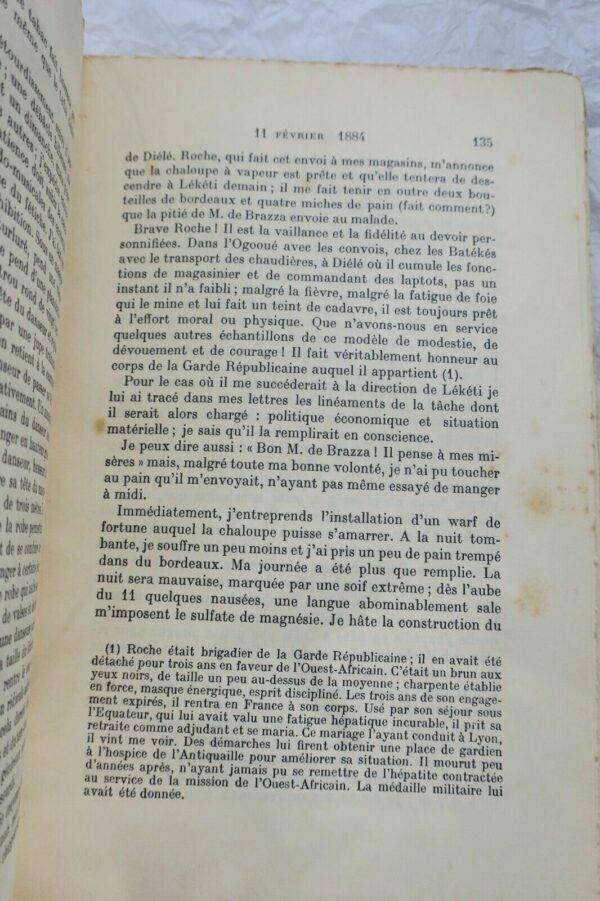 11 FÉVRIER 1884
135
de Diélé. Roche, qui fait cet envoi à mes magasins, m'annonce
que la chaloupe à vapeur est prête et qu'elle tentera de des-
cendre à Lékéti demain ; il me fait tenir en outre deux bou-
teilles de bordeaux et quatre miches de pain (fait comment?)
que la pitié de M. de Brazza envoie au malade.
Brave Roche ! Il est la vaillance et la fidélité au devoir per-
sonnifiées. Dans l'Ogooué avec les convois, chez les Batékés
avec le transport des chaudières, à Diélé où il cumule les fonc-
tions de magasinier et de commandant des laptots, pas un
instant il n'a faibli ; malgré la fièvre, malgré la fatigue de foie
qui le mine et lui fait un teint de cadavre, il est toujours prêt
à l'effort moral ou physique. Que n'avons-nous en service
quelques autres échantillons de ce modèle de modestie, de
dévouement et de courage ! Il fait véritablement honneur au
corps de la Garde Républicaine auquel il appartient (1).
Pour le cas où il me succéderait à la direction de Lékéti je
lui ai tracé dans mes lettres les linéaments de la tâche dont
il serait alors chargé : politique économique et situation
matérielle ; je sais qu'il la remplirait en conscience.
Je peux dire aussi : « Bon M. de Brazza ! Il pense à mes mi-
sères » mais, malgré toute ma bonne volonté, je n'ai pu toucher
au pain qu'il m'envoyait, n'ayant pas même essayé de manger
à midi.
Immédiatement, j'entreprends l'installation d'un warf de
fortune auquel la chaloupe puisse s'amarrer. A la nuit tom-
bante, je souffre un peu moins et j'ai pris un peu de pain trempé
dans du bordeaux. Ma journée a été plus que remplie. La
nuit sera mauvaise, marquée par une soif extrême ; dès l'aube
du 11 quelques nausées, une langue abominablement sale
m'imposent le sulfate de magnésie. Je hâte la construction du
(1) Roche était brigadier de la Garde Républicaine ; il en avait été
détaché pour trois ans en faveur de l'Ouest-Africain. C'était un brun aux
yeux noirs, de taille un peu au-dessus de la moyenne ; charpente établie
en force, masque énergique, esprit discipliné. Les trois ans de son engage-
ment expirés, il rentra en France à son corps. Usé par son séjour sous
l'Equateur, qui lui avait valu une fatigue hépatique incurable, il prit sa
retraite comme adjudant et se maria. Ce mariage l'ayant conduit à Lyon,
il vint me voir. Des démarches lui firent obtenir une place de gardien
à l'hospice de l'Antiquaille pour améliorer sa situation. Il mourut peu
d'années après, n'ayant jamais pu se remettre de l'hépatite contractée
au service de la mission de l'Ouest-Africain. La médaille militaire lui
avait été donnée.